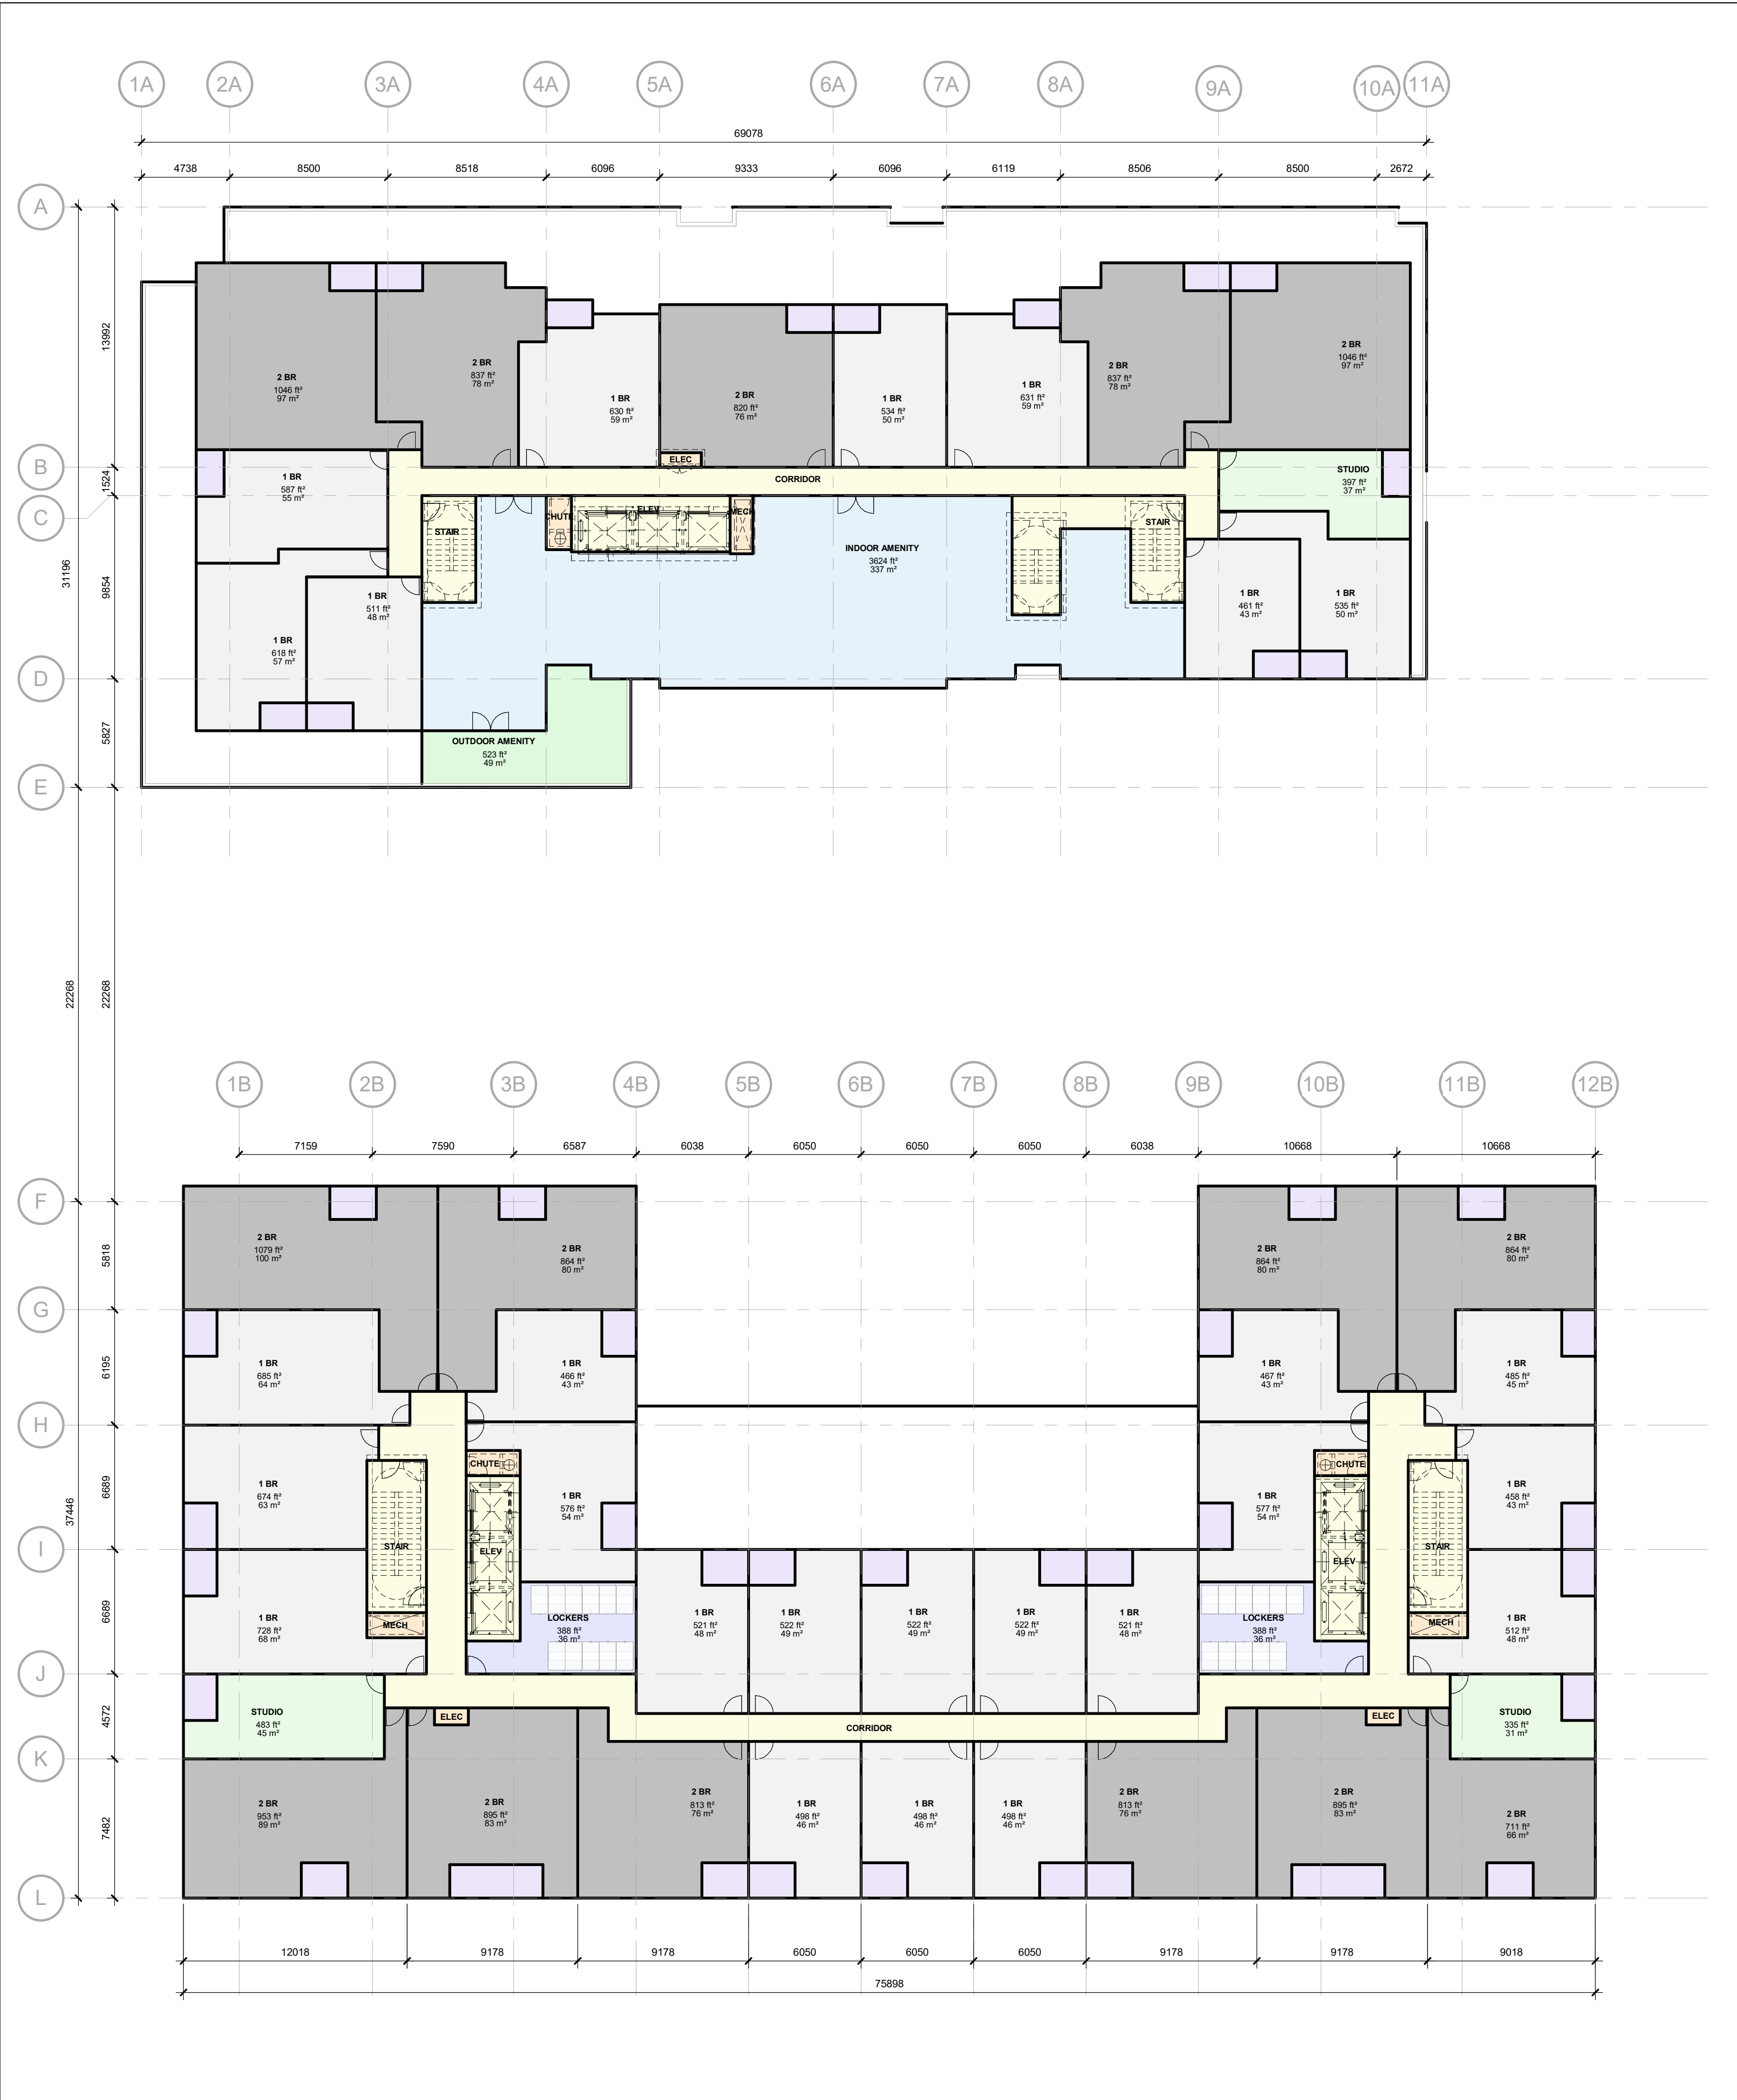 1A 2A 3A 4A 5A 6A 7A 8A 9A 10A 11A
69078
4738 8500 8518 6096 9333 6096 6119 8506 8500 2672
A
B
C
D
E
13992
1524
9854
5827
31196
22268
22268
2 BR
1046 ft²
97 m²
2 BR
837 ft²
78 m²
1 BR
630 ft²
59 m²
2 BR
820 ft²
76 m²
1 BR
534 ft²
50 m²
1 BR
631 ft²
59 m²
2 BR
837 ft²
78 m²
2 BR
1046 ft²
97 m²
ELEC
CORRIDOR
1 BR
587 ft²
55 m²
STUDIO
397 ft²
37 m²
STAIR
CHUTE
ELEV
MECH
STAIR
INDOOR AMENITY
3624 ft²
337 m²
1 BR
511 ft²
48 m²
1 BR
618 ft²
57 m²
1 BR
461 ft²
43 m²
1 BR
535 ft²
50 m²
OUTDOOR AMENITY
523 ft²
49 m²
1B 2B 3B 4B 5B 6B 7B 8B 9B 10B 11B 12B
7159 7590 6587 6038 6050 6050 6050 6038 10668 10668
F
G
H
I
J
K
L
5818
6195
6689
6689
4572
7482
37446
2 BR
1079 ft²
100 m²
2 BR
864 ft²
80 m²
2 BR
864 ft²
80 m²
2 BR
864 ft²
80 m²
1 BR
685 ft²
64 m²
1 BR
466 ft²
43 m²
1 BR
467 ft²
43 m²
1 BR
485 ft²
45 m²
CHUTE
CHUTE
1 BR
674 ft²
63 m²
1 BR
576 ft²
54 m²
1 BR
577 ft²
54 m²
1 BR
458 ft²
43 m²
STAIR
ELEV
ELEV
STAIR
1 BR
728 ft²
68 m²
MECH
LOCKERS
388 ft²
36 m²
1 BR
521 ft²
48 m²
1 BR
522 ft²
49 m²
1 BR
522 ft²
49 m²
1 BR
522 ft²
49 m²
1 BR
521 ft²
48 m²
LOCKERS
388 ft²
36 m²
MECH
1 BR
512 ft²
48 m²
STUDIO
483 ft²
45 m²
ELEC
CORRIDOR
ELEC
STUDIO
335 ft²
31 m²
2 BR
953 ft²
89 m²
2 BR
895 ft²
83 m²
2 BR
813 ft²
76 m²
1 BR
498 ft²
46 m²
1 BR
498 ft²
46 m²
1 BR
498 ft²
46 m²
2 BR
813 ft²
76 m²
2 BR
895 ft²
83 m²
2 BR
711 ft²
66 m²
12018 9178 9178 6050 6050 6050 9178 9178 9018
75898